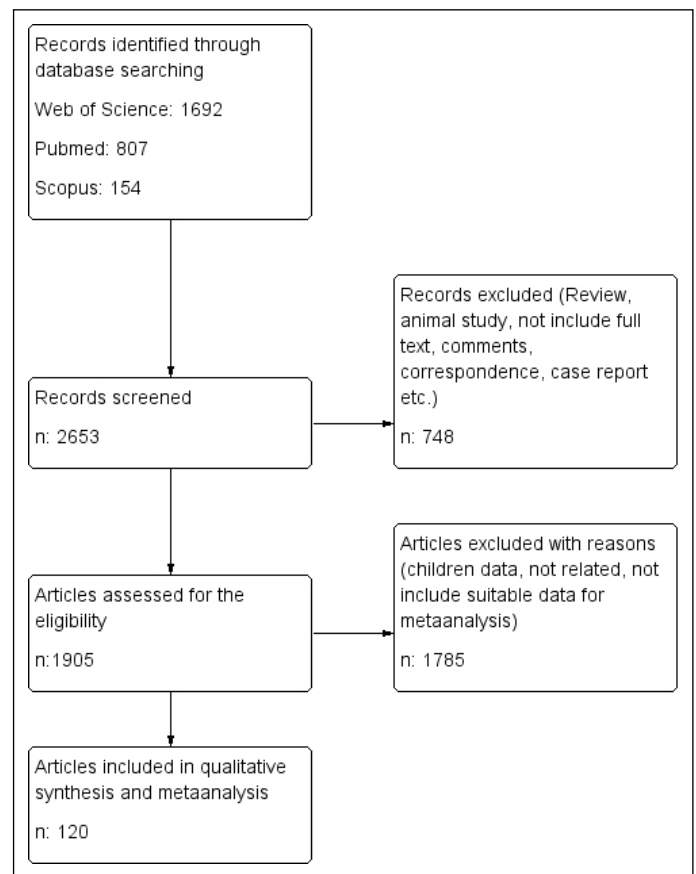 Records identified through
database searching
Web of Science: 1692
Pubmed: 807
Scopus: 154
Records excluded (Review,
animal study, not include full
text, comments,
correspondence, case report
etc.)
n: 748
Records screened
n: 2653
Articles excluded with reasons
(children data, not related, not
include suitable data for
metaanalysis)
n: 1785
Articles assessed for the
eligibility
n:1905
Articles included in qualitative
synthesis and metaanalysis
n: 120